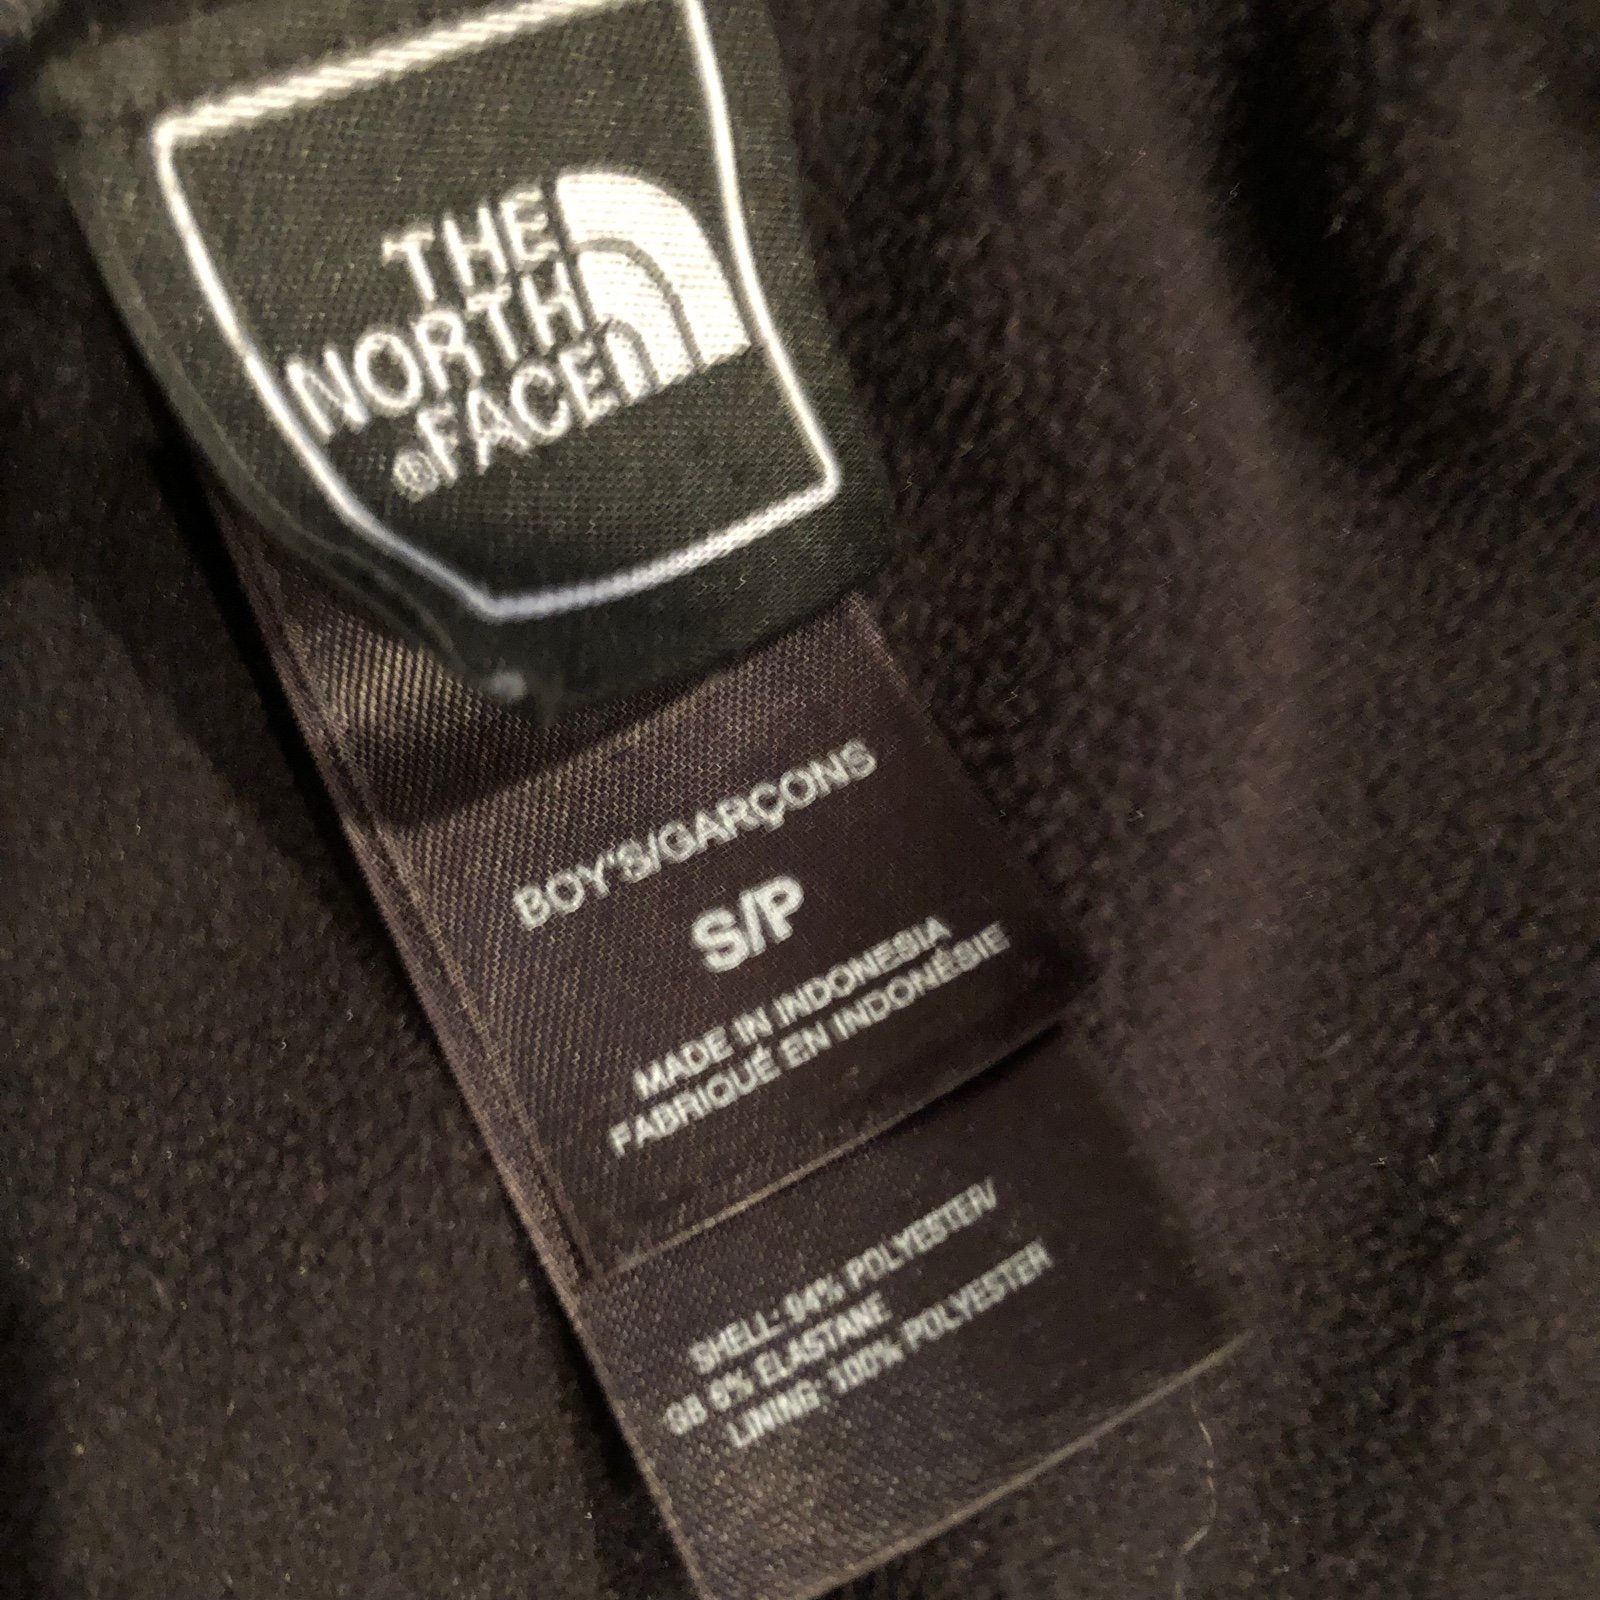 THE
NORTH
®FACE
BOY'S/GARÇONS
S/P
MADE IN INDONESIA
FABRIQUÉ EN INDONÉSIE
SHELL: 94% POLYESTER/
GB 6% ELASTANE
LINING: 100% POLYESTER